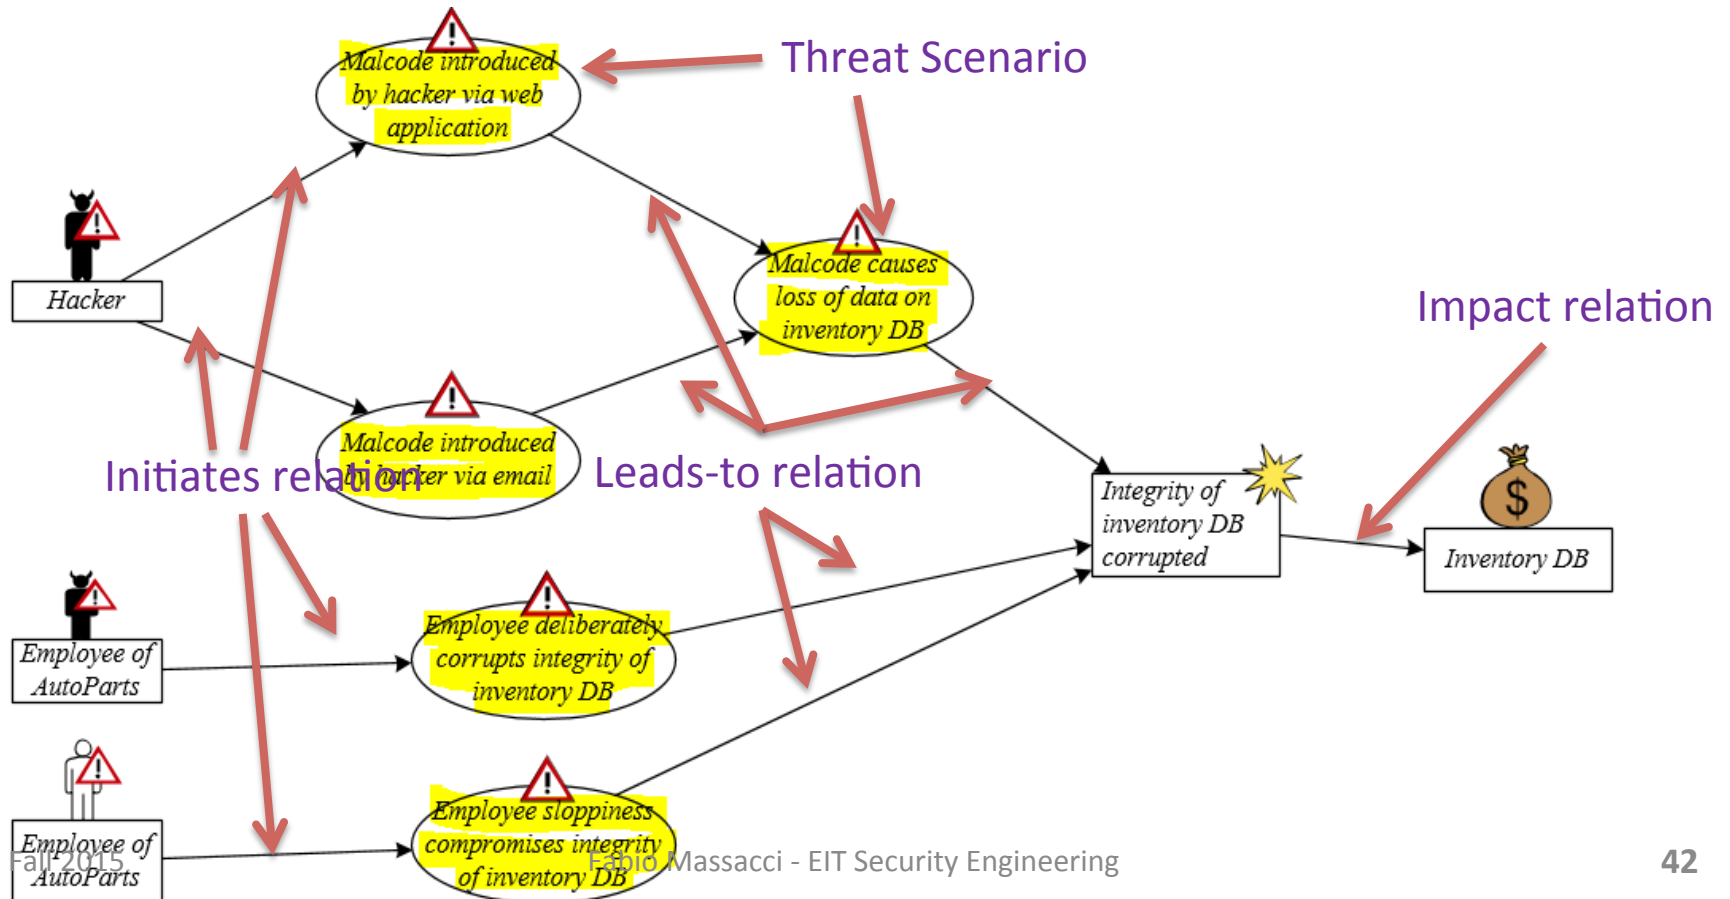 Threat Scenario
Malcode introduced
by hacker via web
application
Hacker
Malcode causes
loss of data on
inventory DB
Impact relation
Malcode introduced
by hacker via email
Initiates relation
Leads-to relation
Integrity of
inventory DB
corrupted
$
Inventory DB
Employee of
AutoParts
Employee deliberately
corrupts integrity of
inventory DB
Employee of
AutoParts
Employee sloppiness
compromises integrity
of inventory DB
Fall 2015
Fabio Massacci - EIT Security Engineering
42